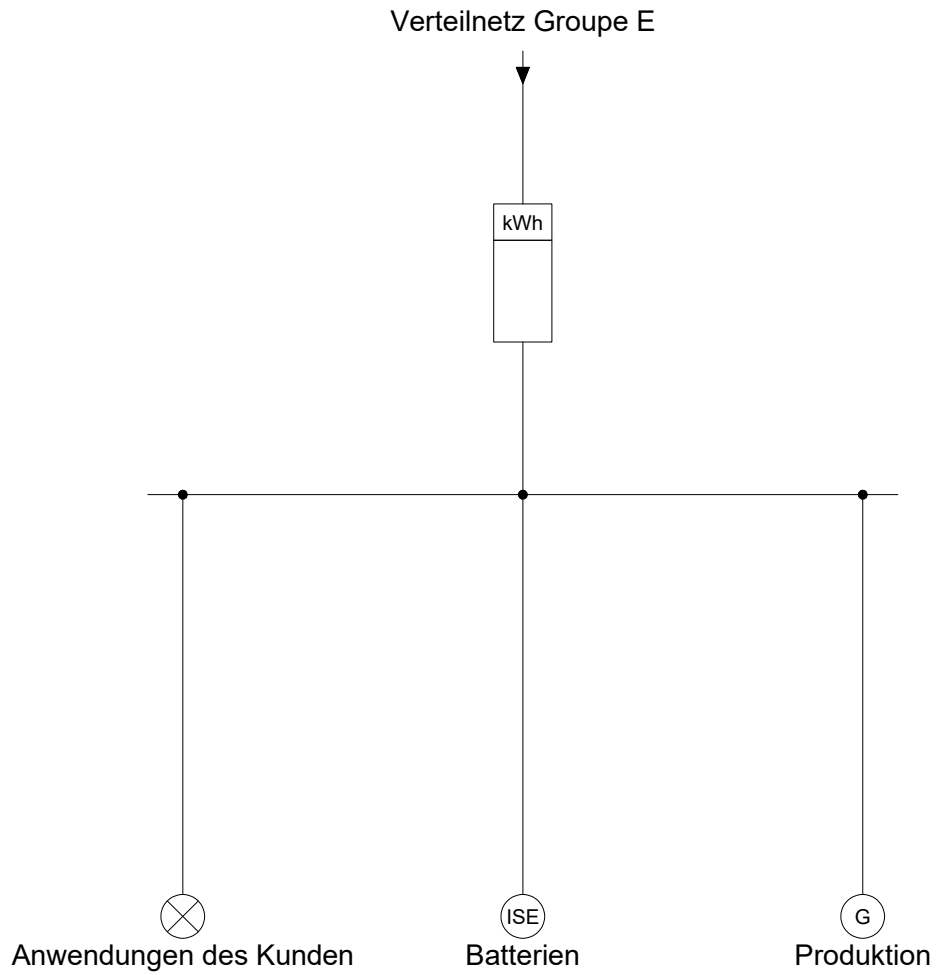 Verteilnetz Groupe E
kWh
ISE
G
Anwendungen des Kunden
Batterien
Produktion